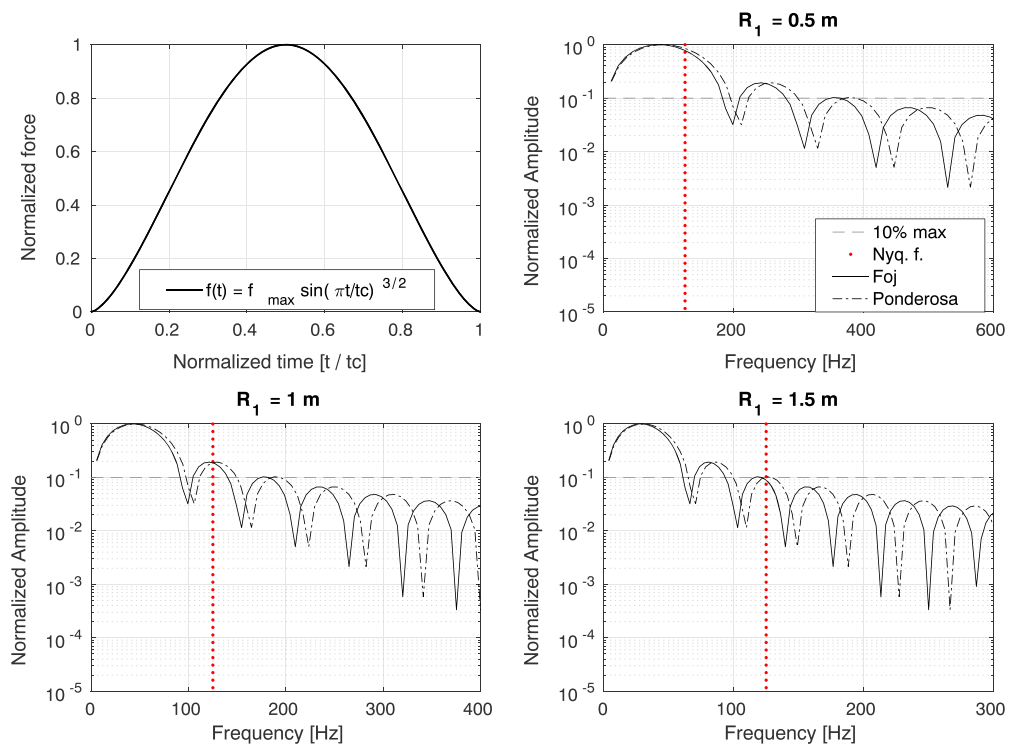 1
0.8
0.6
0.4
0.2
0
Normalized force
f(t) = f max sin( πt/tc) 3/2
0 0.2 0.4 0.6 0.8 1
Normalized time [t / tc]
R1 = 0.5 m
10^0
10^-1
10^-2
10^-3
10^-4
10^-5
Normalized Amplitude
10% max
Nyq. f.
Foj
Ponderosa
0 200 400 600
Frequency [Hz]
R1 = 1 m
10^0
10^-1
10^-2
10^-3
10^-4
10^-5
Normalized Amplitude
0 100 200 300 400
Frequency [Hz]
R1 = 1.5 m
10^0
10^-1
10^-2
10^-3
10^-4
10^-5
Normalized Amplitude
0 100 200 300
Frequency [Hz]